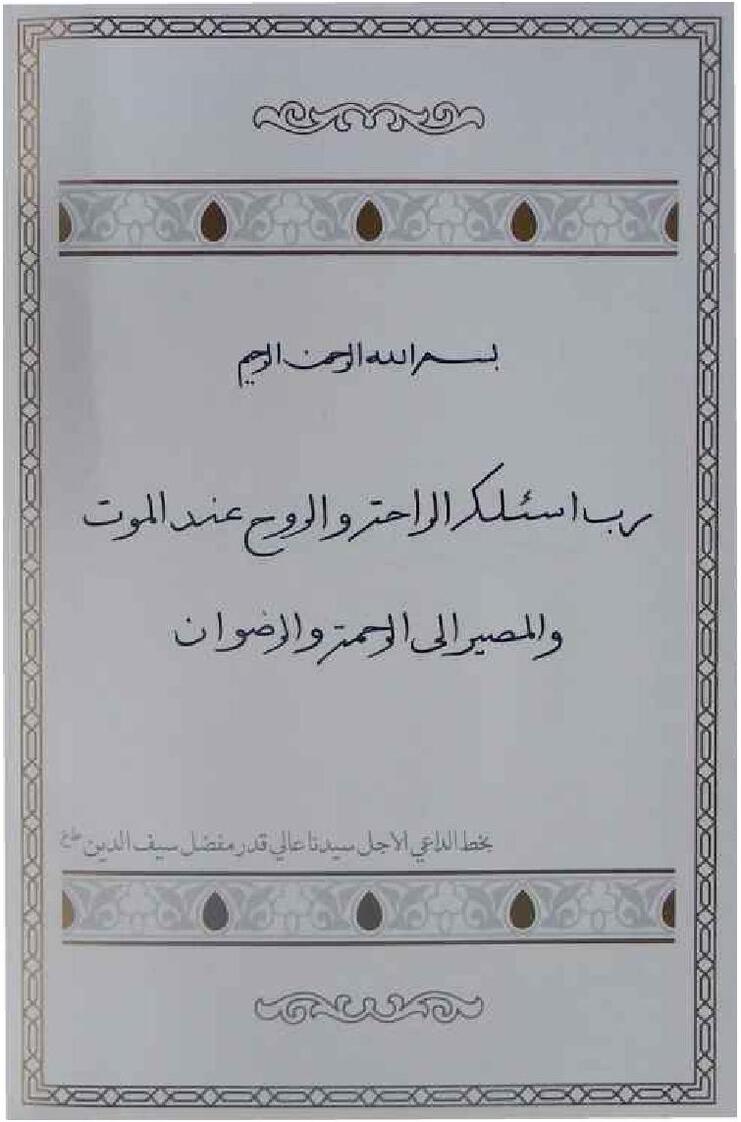 بسم الله الرحمن الرحيم
رب اسئلك الراحة والروح عند الموت
والمصير الى الرحمة والرضوان
بخط الداعي الاجل سيدنا عالي قدر مفضل سيف الدين طع